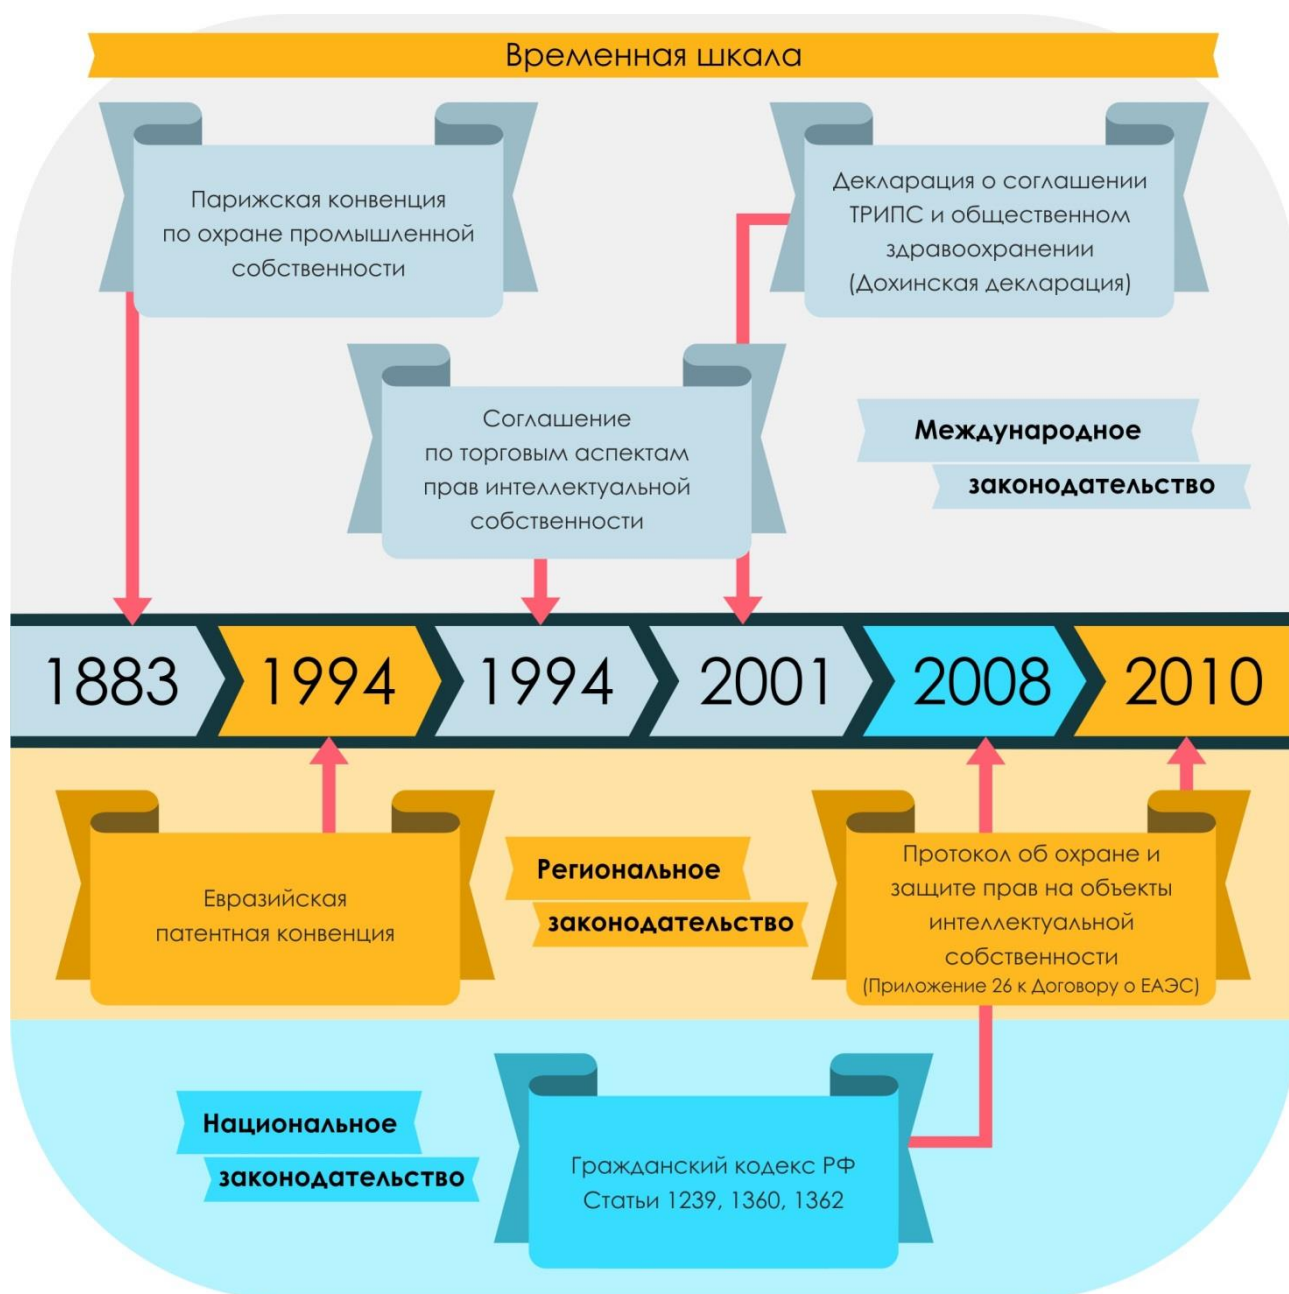 Временная шкала
Парижская конвенция
по охране промышленной
собственности
Декларация о соглашении
ТРИПС и общественном
здравоохранении
(Дохинская декларация)
Соглашение
по торговым аспектам
прав интеллектуальной
собственности
Международное
законодательство
1883
1994
1994
2001
2008
2010
Евразийская
патентная конвенция
Региональное
законодательство
Протокол об охране и
защите прав на объекты
интеллектуальной
собственности
(Приложение 26 к Договору о ЕАЭС)
Национальное
законодательство
Гражданский кодекс РФ
Статьи 1239, 1360, 1362